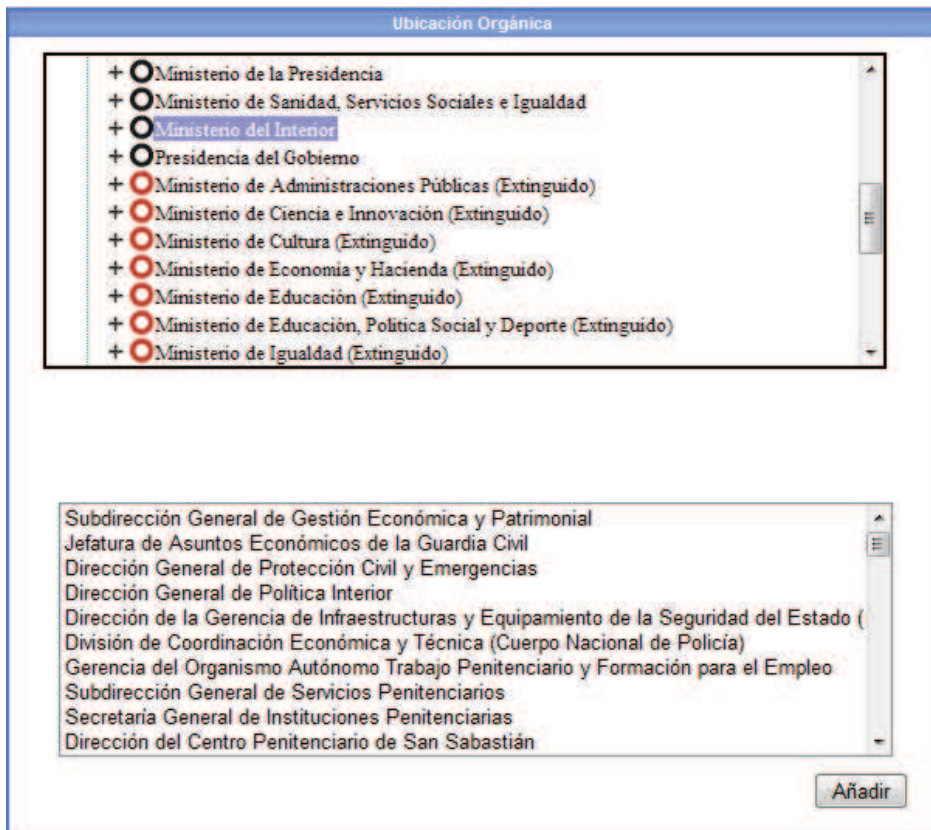 Ubicación Orgánica
Ministerio de la Presidencia
Ministerio de Sanidad, Servicios Sociales e Igualdad
Ministerio del Interior
Presidencia del Gobierno
Ministerio de Administraciones Públicas (Extinguido)
Ministerio de Ciencia e Innovación (Extinguido)
Ministerio de Cultura (Extinguido)
Ministerio de Economía y Hacienda (Extinguido)
Ministerio de Educación (Extinguido)
Ministerio de Educación, Política Social y Deporte (Extinguido)
Ministerio de Igualdad (Extinguido)
Subdirección General de Gestión Económica y Patrimonial
Jefatura de Asuntos Económicos de la Guardia Civil
Dirección General de Protección Civil y Emergencias
Dirección General de Política Interior
Dirección de la Gerencia de Infraestructuras y Equipamiento de la Seguridad del Estado (
División de Coordinación Económica y Técnica (Cuerpo Nacional de Policía)
Gerencia del Organismo Autónomo Trabajo Penitenciario y Formación para el Empleo
Subdirección General de Servicios Penitenciarios
Secretaría General de Instituciones Penitenciarias
Dirección del Centro Penitenciario de San Sabastián
Añadir